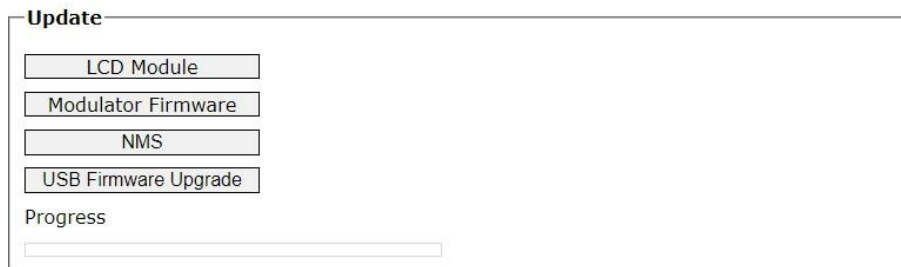 Update
LCD Module
Modulator Firmware
NMS
USB Firmware Upgrade
Progress